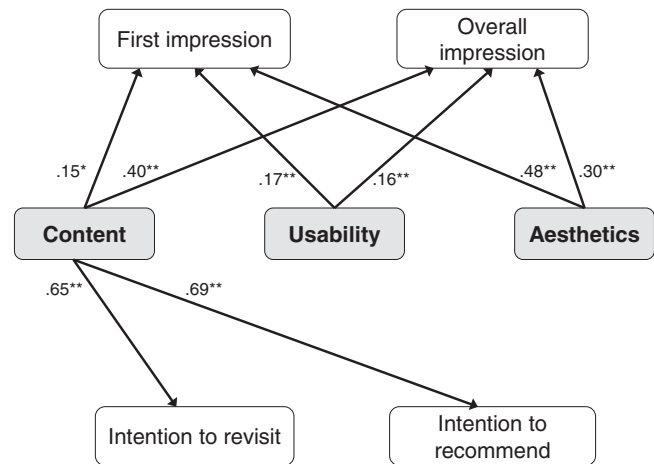 First impression
Overall
impression
.15*
.40**
.17**
.16**
.48**
.30**
Content
Usability
Aesthetics
.65**
.69**
Intention to revisit
Intention to
recommend